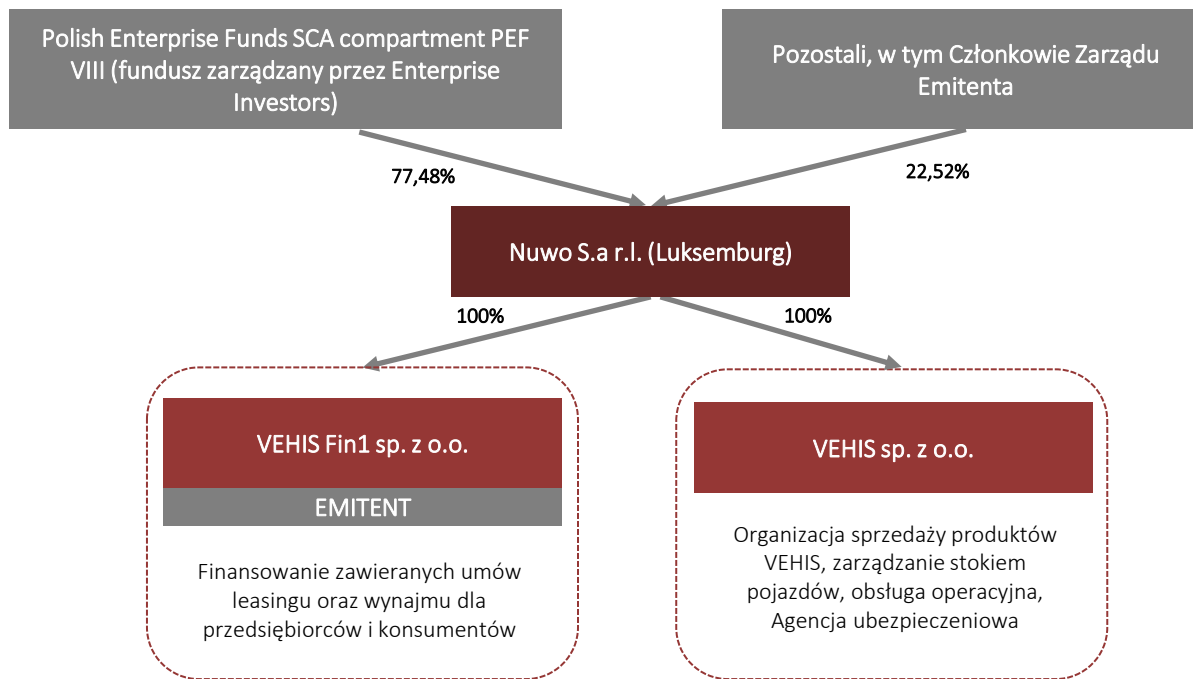 Polish Enterprise Funds SCA compartment PEF
VIII (fundusz zarządzany przez Enterprise
Investors)
Pozostali, w tym Członkowie Zarządu
Emitenta
77,48%
22,52%
Nuwo S.a r.l. (Luksemburg)
100%
100%
VEHIS Fin1 sp. z o.o.
EMITENT
Finansowanie zawieranych umów
leasingu oraz wynajmu dla
przedsiębiorców i konsumentów
VEHIS sp. z o.o.
Organizacja sprzedaży produktów
VEHIS, zarządzanie stokiem
pojazdów, obsługa operacyjna,
Agencja ubezpieczeniowa